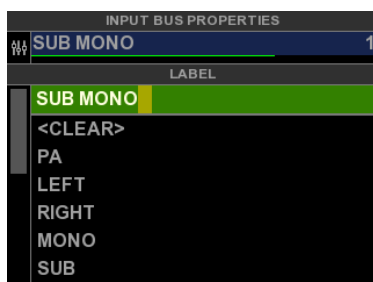 INPUT BUS PROPERTIES
SUB MONO 1
LABEL
SUB MONO
<CLEAR>
PA
LEFT
RIGHT
MONO
SUB